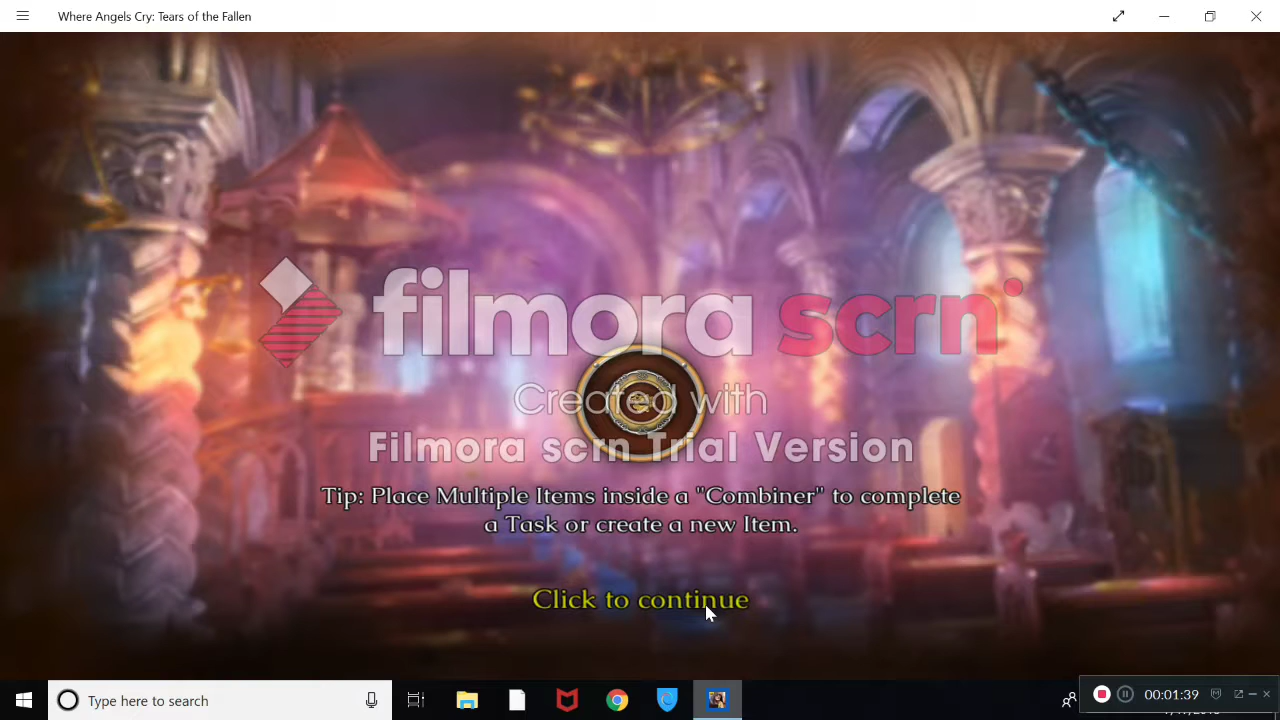 Where Angels Cry: Tears of the Fallen
filmora scrn
Created with
Filmora scrn Trial Version
Tip: Place Multiple Items inside a "Combiner" to complete
a Task or create a new Item.
Click to continue
Type here to search
00:01:39